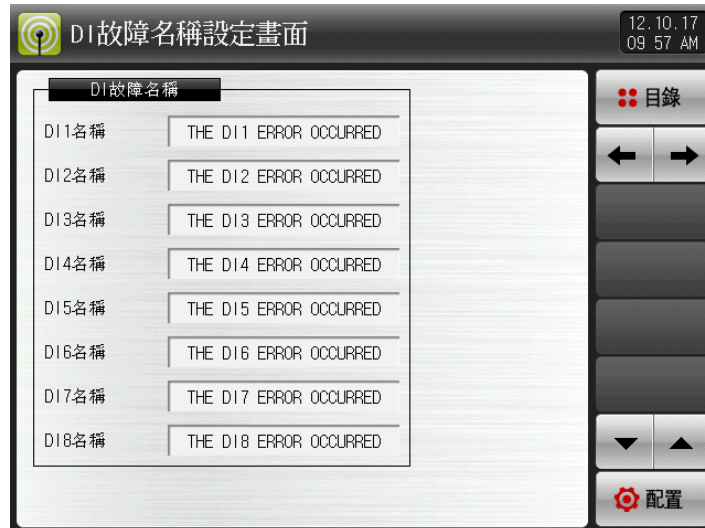 DI故障名稱設定畫面
12.10.17
09 57 AM
DI故障名稱
DI1名稱 THE DI1 ERROR OCCURRED
DI2名稱 THE DI2 ERROR OCCURRED
DI3名稱 THE DI3 ERROR OCCURRED
DI4名稱 THE DI4 ERROR OCCURRED
DI5名稱 THE DI5 ERROR OCCURRED
DI6名稱 THE DI6 ERROR OCCURRED
DI7名稱 THE DI7 ERROR OCCURRED
DI8名稱 THE DI8 ERROR OCCURRED
目錄
配置